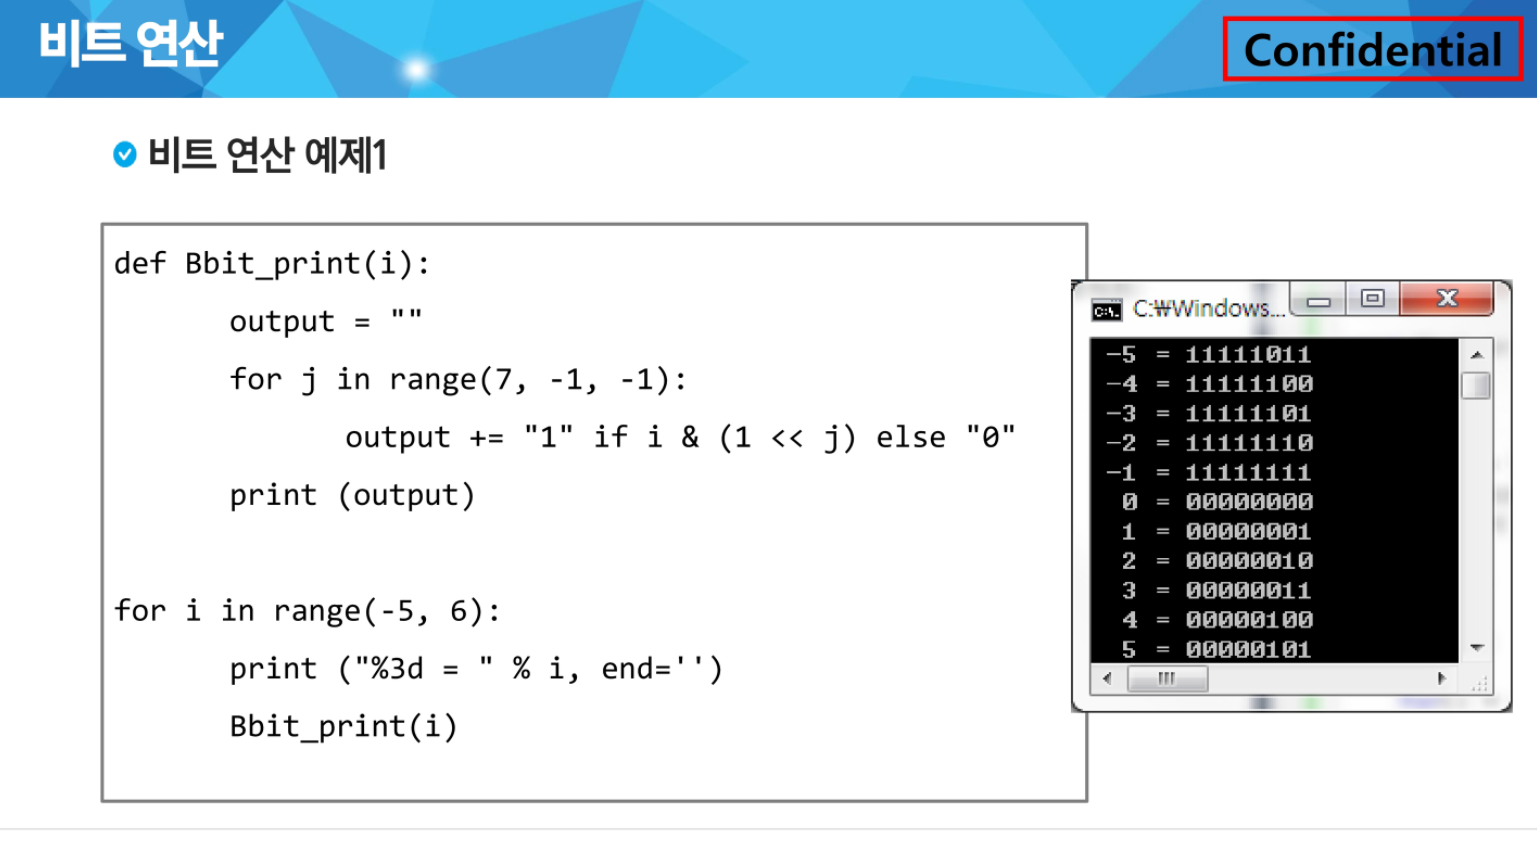 비트 연산
Confidential
비트 연산 예제1
def Bbit_print(i):
output = ""
for j in range(7, -1, -1):
output += "1" if i & (1 << j) else "0"
print (output)
for i in range(-5, 6):
print ("%3d = " % i, end='')
Bbit_print(i)
C:\. C:₩Windows...
-5 = 11111011
-4 = 11111100
-3 = 11111101
-2 = 11111110
-1 = 11111111
0 = 00000000
1 = 00000001
2 = 00000010
3 = 00000011
4 = 00000100
5 = 00000101